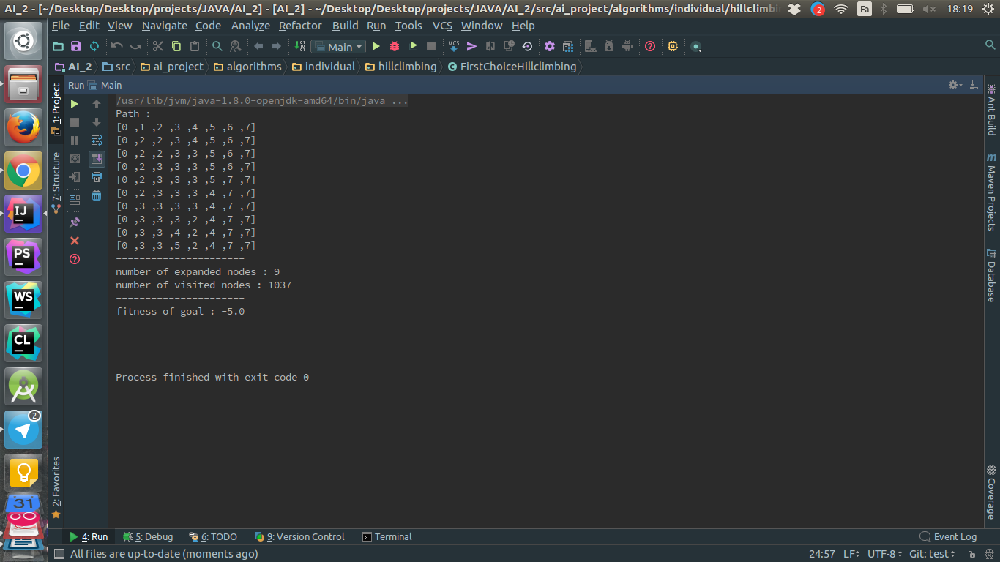 AI_2 - [~/Desktop/Desktop/projects/JAVA/AI_2] - [AI_2] - ~/Desktop/Desktop/projects/JAVA/AI_2/src/ai_project/algorithms/individual/hillclimbi
2 Fa 18:19
File Edit View Navigate Code Analyze Refactor Build Run Tools VCS Window Help
Main VCS
AI_2 src ai_project algorithms individual hillclimbing FirstChoiceHillclimbing
Run Main
1: Project
7: Structure
2: Favorites
/usr/lib/jvm/java-1.8.0-openjdk-amd64/bin/java ...
Path :
[0 ,1 ,2 ,3 ,4 ,5 ,6 ,7]
[0 ,2 ,2 ,3 ,4 ,5 ,6 ,7]
[0 ,2 ,2 ,3 ,3 ,5 ,6 ,7]
[0 ,2 ,3 ,3 ,3 ,5 ,6 ,7]
[0 ,2 ,3 ,3 ,3 ,5 ,7 ,7]
[0 ,2 ,3 ,3 ,3 ,4 ,7 ,7]
[0 ,3 ,3 ,3 ,3 ,4 ,7 ,7]
[0 ,3 ,3 ,3 ,2 ,4 ,7 ,7]
[0 ,3 ,3 ,4 ,2 ,4 ,7 ,7]
[0 ,3 ,3 ,5 ,2 ,4 ,7 ,7]
----------------------
number of expanded nodes : 9
number of visited nodes : 1037
----------------------
fitness of goal : -5.0
Process finished with exit code 0
Ant Build
m Maven Projects
Database
Coverage
IJ
PS
WS
CL
2
31
4: Run 5: Debug 6: TODO 9: Version Control Terminal Event Log
All files are up-to-date (moments ago) 24:57 LF UTF-8 Git: test